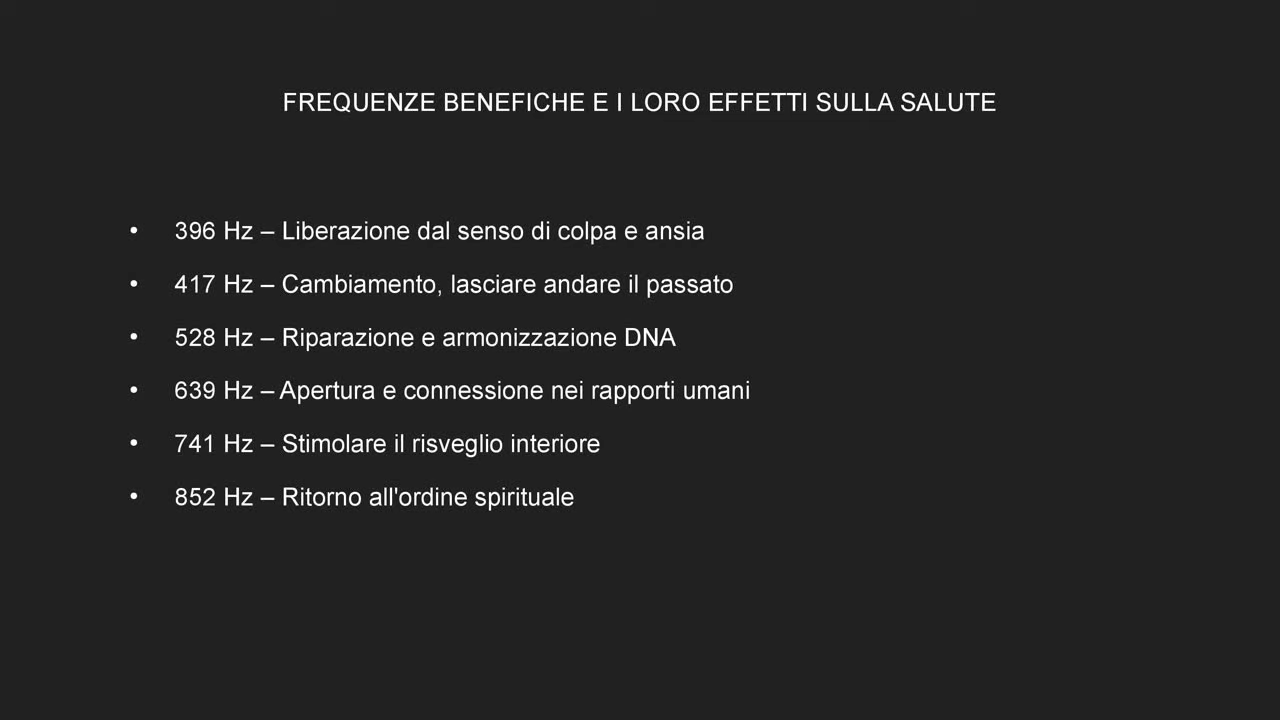 FREQUENZE BENEFICHE E I LORO EFFETTI SULLA SALUTE
• 396 Hz – Liberazione dal senso di colpa e ansia
• 417 Hz – Cambiamento, lasciare andare il passato
• 528 Hz – Riparazione e armonizzazione DNA
• 639 Hz – Apertura e connessione nei rapporti umani
• 741 Hz – Stimolare il risveglio interiore
• 852 Hz – Ritorno all'ordine spirituale